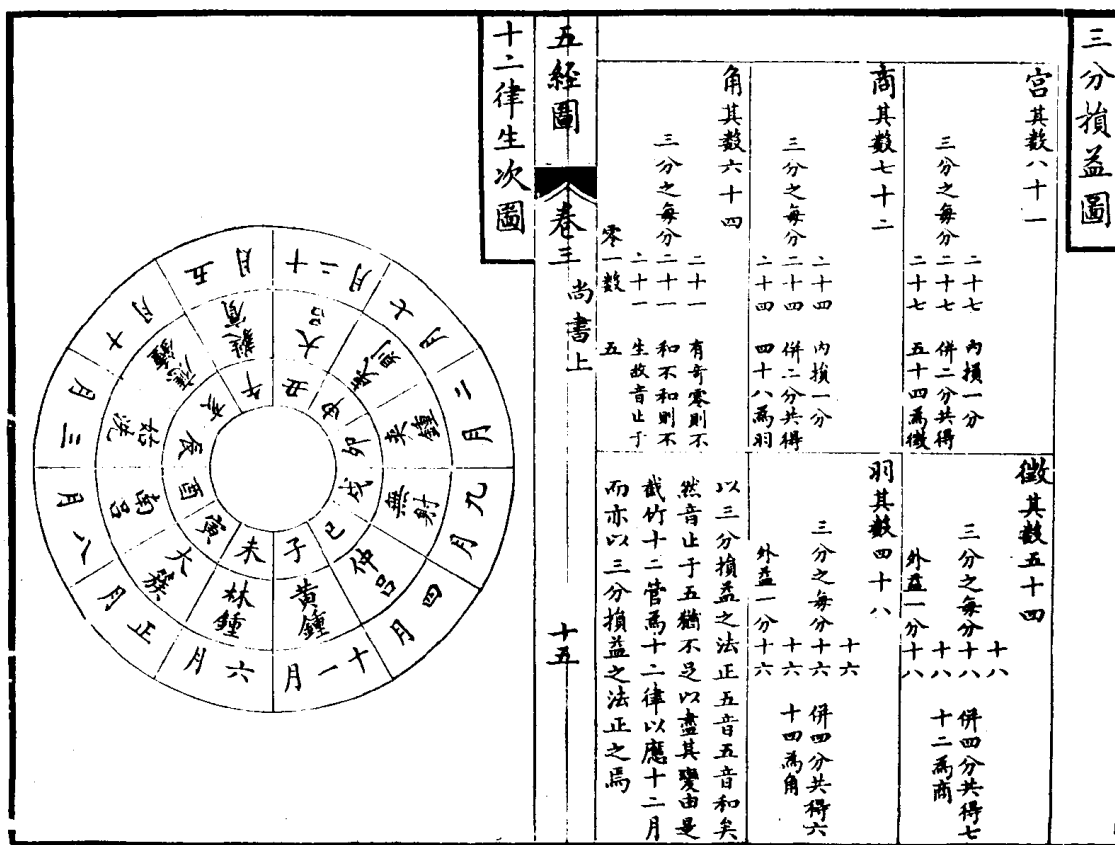 三分損益圖
宮其數八十一
三分之每分
二十七 內損一分
二十七 併二分共得
二十七 五十四為徵
徵其數五十四
十八
三分之每分十八 併四分共得七
十八 十二為商
外益一分十八
商其數七十二
三分之每分
二十四 內損一分
二十四 併二分共得
二十四 四十八為羽
羽其數四十八
十六
三分之每分十六 併四分共得六
十六 十四為角
外益一分十六
角其數六十四
三分之每分
二十一 有奇零則不
二十一 和不和則不
二十一 生故音止于
零一數 五
以三分損益之法正五音五音和矣
然音止于五猶不足以盡其變由是
截竹十二管為十二律以應十二月
而亦以三分損益之法正之焉
五經圖 卷三 尚書上 十五
十二律生次圖
子 黃鐘 十一月
未 林鐘 六月
寅 大簇 正月
酉 南呂 八月
辰 姑洗 三月
亥 應鐘 十月
午 蕤賓 五月
丑 大呂 十二月
申 夷則 七月
卯 夾鐘 二月
戌 無射 九月
巳 仲呂 四月